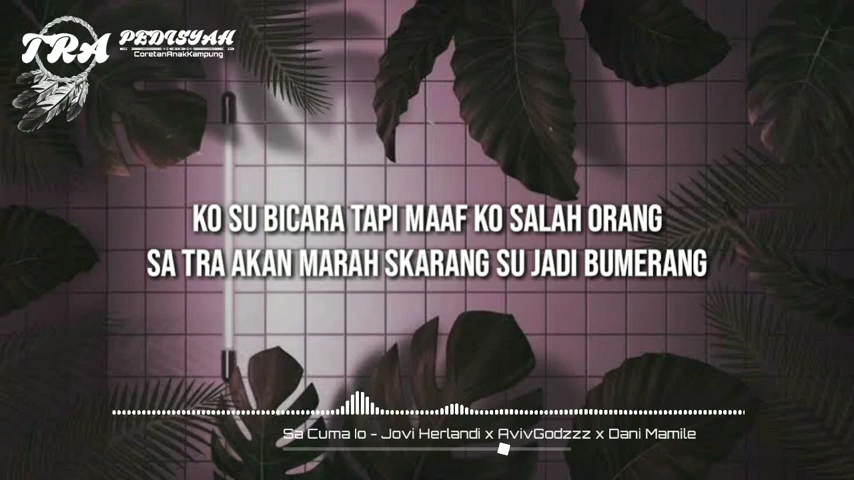 TRA
PEDISYAH
CoretanAnakKampung
KO SU BICARA TAPI MAAF KO SALAH ORANG
SA TRA AKAN MARAH SKARANG SU JADI BUMERANG
Sa Cuma Io - Jovi Herlandi x AvivGodzzz x Dani Mamile